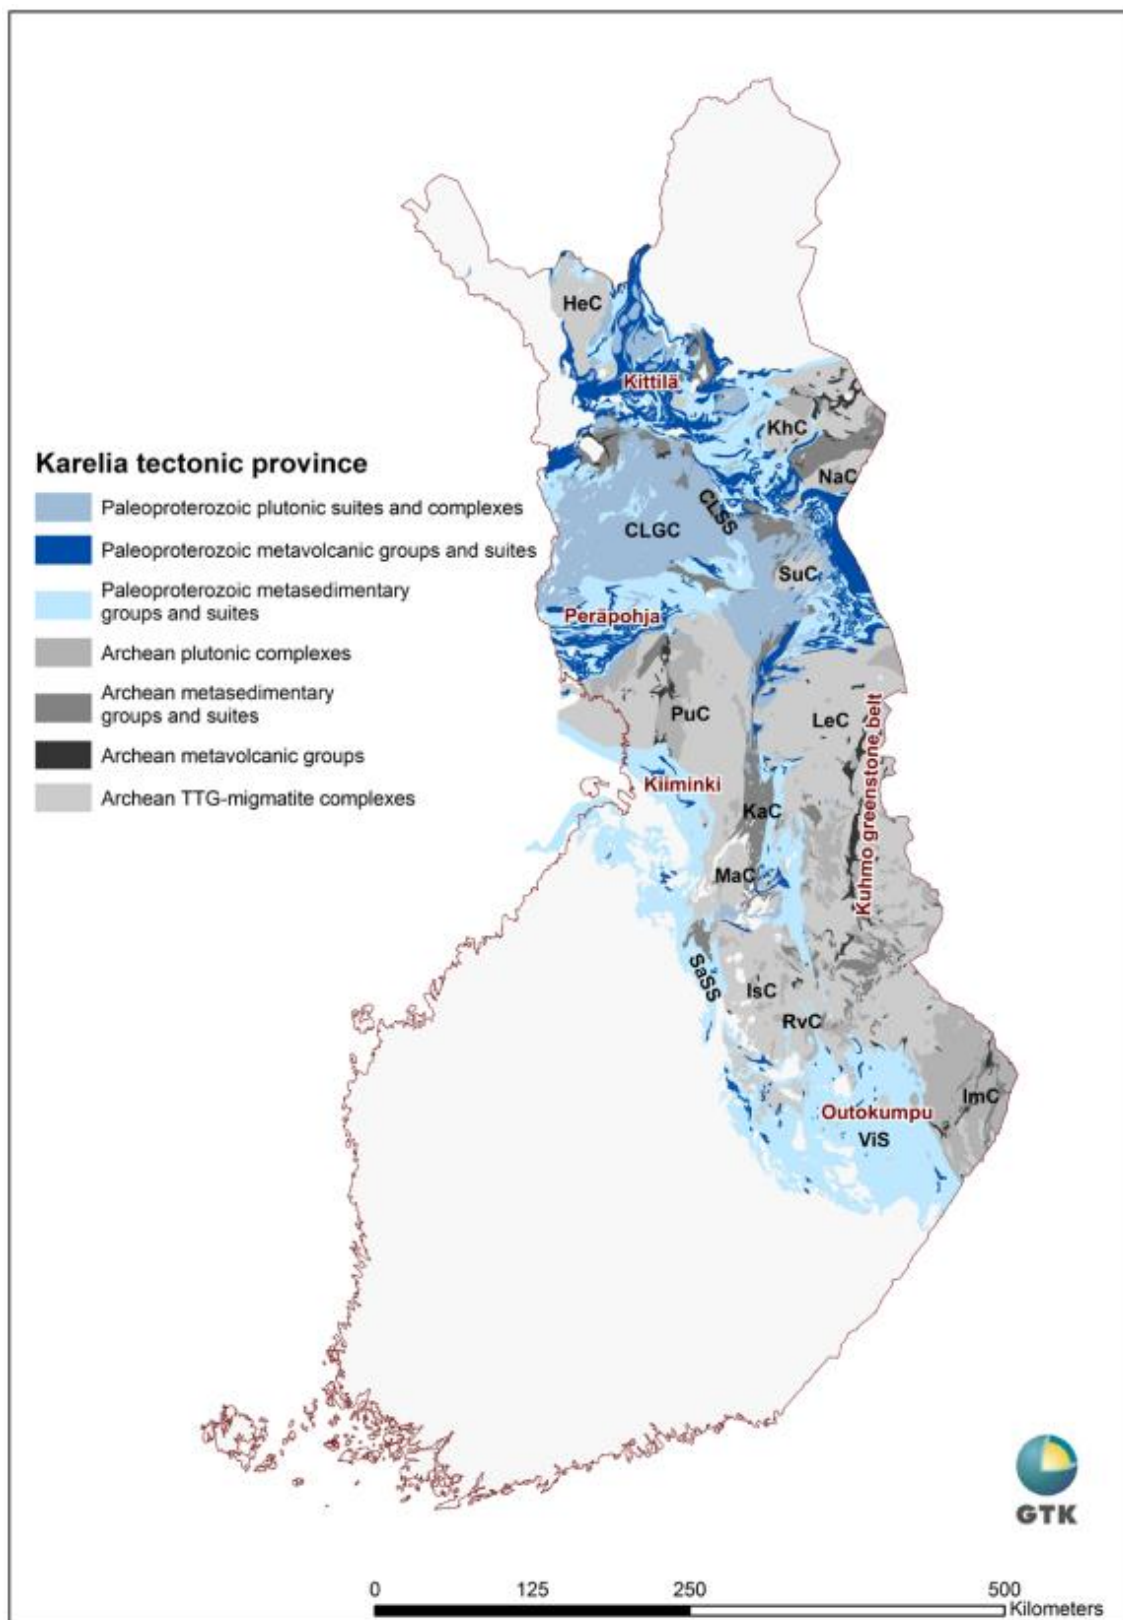 HeC
Kittilä
KhC
NaC
Karelia tectonic province
Paleoproterozoic plutonic suites and complexes
Paleoproterozoic metavolcanic groups and suites
Paleoproterozoic metasedimentary
groups and suites
Archean plutonic complexes
Archean metasedimentary
groups and suites
Archean metavolcanic groups
Archean TTG-migmatite complexes
CLSS
CLGC
SuC
Peräpohja
PuC
LeC
Kuhmo greenstone belt
Kiiminki
KaC
MaC
SaSS
IsC
RvC
Outokumpu
ImC
ViS
GTK
0 125 250 500
Kilometers